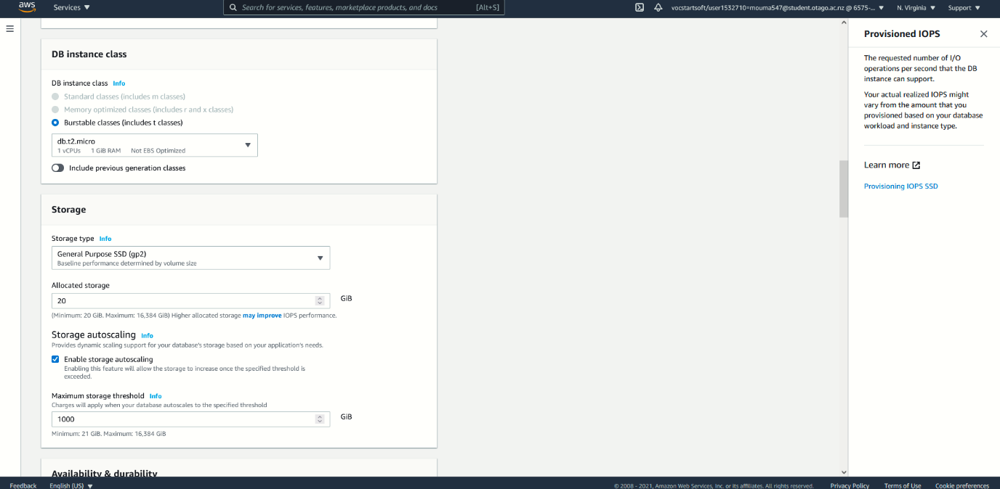 aws
Services
Search for services, features, marketplace products, and docs
[Alt+S]
vocstartsoft/user1532710=mouma547@student.otago.ac.nz @ 6575-...
N. Virginia
Support
DB instance class
DB instance class Info
Standard classes (includes m classes)
Memory optimized classes (includes r and x classes)
Burstable classes (includes t classes)
db.t2.micro
1 vCPUs 1 GiB RAM Not EBS Optimized
Include previous generation classes
Storage
Storage type Info
General Purpose SSD (gp2)
Baseline performance determined by volume size
Allocated storage
20
GiB
(Minimum: 20 GiB. Maximum: 16,384 GiB) Higher allocated storage may improve IOPS performance.
Storage autoscaling Info
Provides dynamic scaling support for your database's storage based on your application's needs.
Enable storage autoscaling
Enabling this feature will allow the storage to increase once the specified threshold is
exceeded.
Maximum storage threshold Info
Charges will apply when your database autoscales to the specified threshold
1000
GiB
Minimum: 21 GiB. Maximum: 16,384 GiB
Availability & durability
Provisioned IOPS
The requested number of I/O
operations per second that the DB
instance can support.
Your actual realized IOPS might
vary from the amount that you
provisioned based on your database
workload and instance type.
Learn more
Provisioning IOPS SSD
Feedback
English (US)
© 2008 - 2021, Amazon Web Services, Inc. or its affiliates. All rights reserved.
Privacy Policy
Terms of Use
Cookie preferences